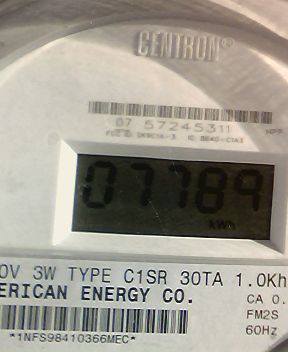 CENTRON®
07 57245311
07789
kWh
0V 3W TYPE C1SR 30TA 1.0Kh
ERICAN ENERGY CO.
CA 0.
FM2S
60Hz
*1NFS98410366MEC*